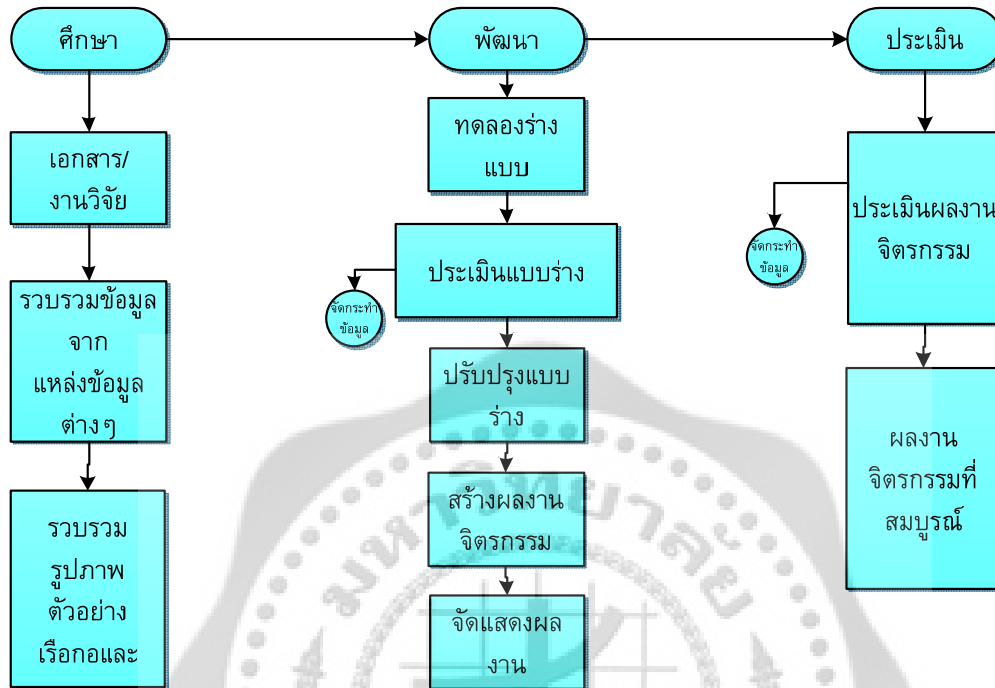 ศึกษา
พัฒนา
ประเมิน
เอกสาร/
งานวิจัย
รวบรวมข้อมูล
จาก
แหล่งข้อมูล
ต่างๆ
รวบรวม
รูปภาพ
ตัวอย่าง
เรือกอและ
ทดลองร่าง
แบบ
ประเมินแบบร่าง
จัดกระทำ
ข้อมูล
ปรับปรุงแบบ
ร่าง
สร้างผลงาน
จิตรกรรม
จัดแสดงผล
งาน
ประเมินผลงาน
จิตรกรรม
จัดกระทำ
ข้อมูล
ผลงาน
จิตรกรรมที่
สมบูรณ์
มหาวิทยาลัย